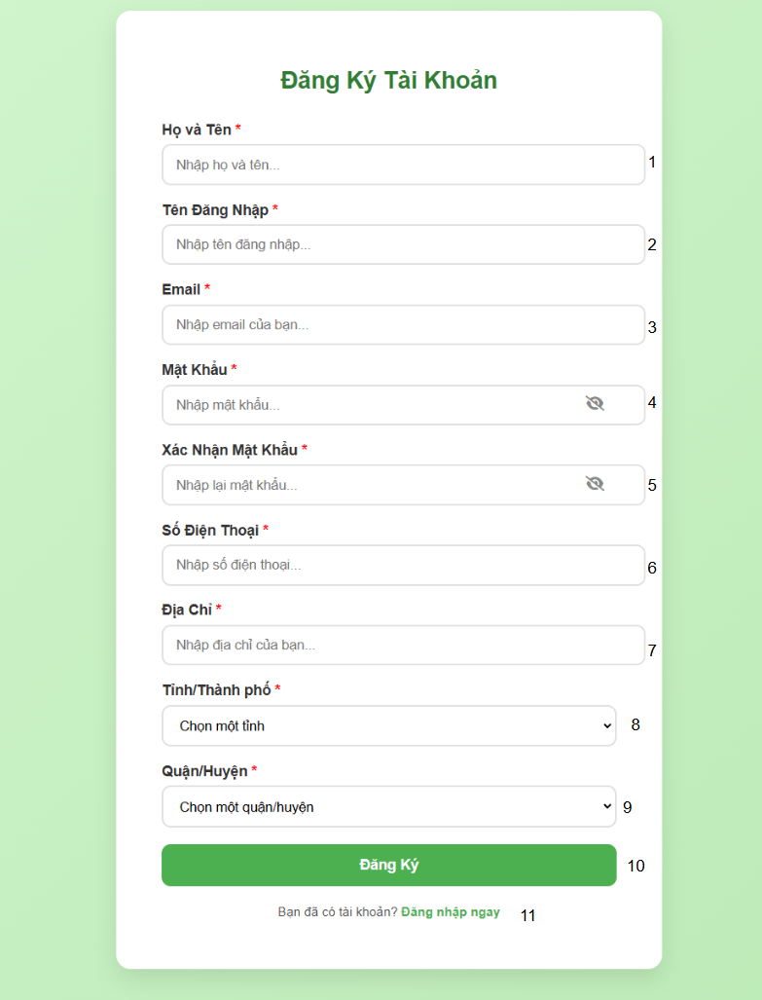 Đăng Ký Tài Khoản
Họ và Tên *
Nhập họ và tên... 1
Tên Đăng Nhập *
Nhập tên đăng nhập... 2
Email *
Nhập email của bạn... 3
Mật Khẩu *
Nhập mật khẩu... 4
Xác Nhận Mật Khẩu *
Nhập lại mật khẩu... 5
Số Điện Thoại *
Nhập số điện thoại... 6
Địa Chỉ *
Nhập địa chỉ của bạn... 7
Tỉnh/Thành phố *
Chọn một tỉnh 8
Quận/Huyện *
Chọn một quận/huyện 9
Đăng Ký 10
Bạn đã có tài khoản? Đăng nhập ngay 11